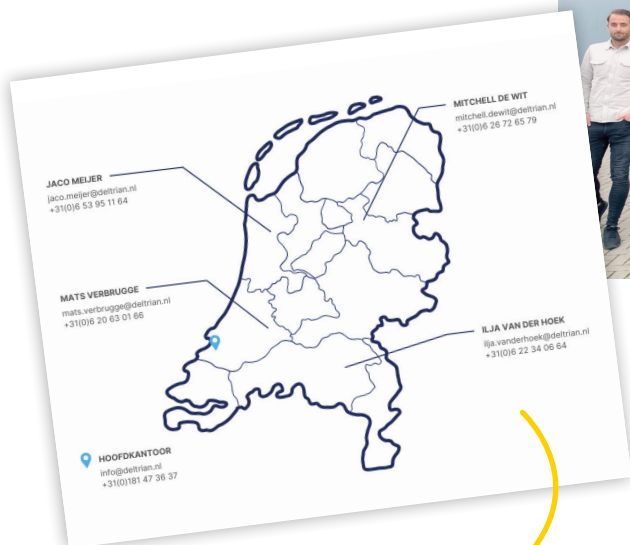 MITCHELL DE WIT
mitchell.dewit@deltrian.nl
+31(0)6 26 72 65 79
JACO MEIJER
jaco.meijer@deltrian.nl
+31(0)6 53 95 11 64
MATS VERBRUGGE
mats.verbrugge@deltrian.nl
+31(0)6 20 63 01 66
ILJA VAN DER HOEK
ilja.vanderhoek@deltrian.nl
+31(0)6 22 34 06 64
HOOFDKANTOOR
info@deltrian.nl
+31(0)181 47 36 37